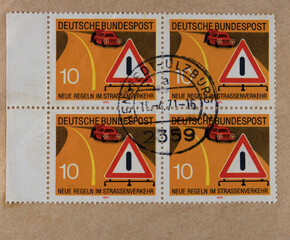 DEUTSCHE BUNDESPOST DEUTSCHE BUNDESPOST
10 10
NEUE REGELN IM STRASSENVERKEHR NEUE REGELN IM STRASSENVERKEHR
-ULZBURG
a
2359
DEUTSCHE BUNDESPOST DEUTSCHE BUNDESPOST
10 10
NEUE REGELN IM STRASSENVERKEHR NEUE REGELN IM STRASSENVERKEHR